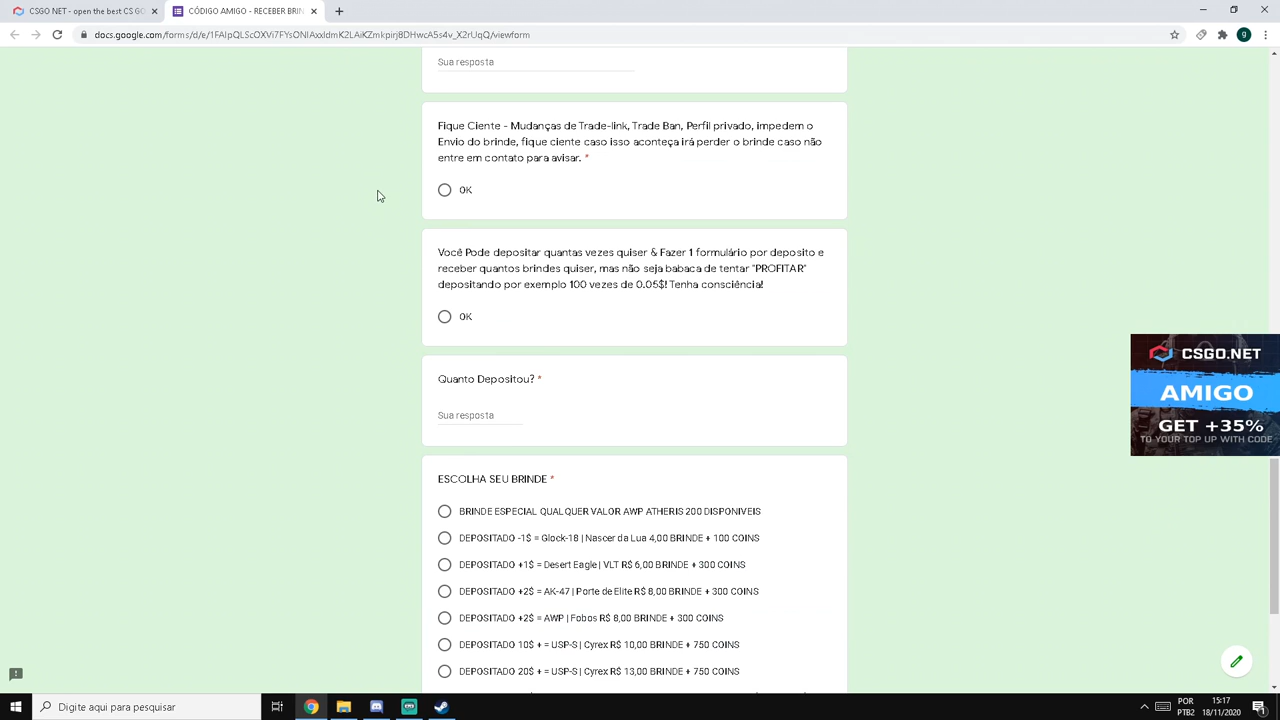 CSGO NET - open the best CS GO
CÓDIGO AMIGO - RECEBER BRIN
docs.google.com/forms/d/e/1FAIpQLScOXVi7FYsONIAxxldmK2LAiKZmkpirj8DHwcA5s4v_X2rUqQ/viewform
g
Sua resposta
Fique Ciente - Mudanças de Trade-link, Trade Ban, Perfil privado, impedem o
Envio do brinde, fique ciente caso isso aconteça irá perder o brinde caso não
entre em contato para avisar. *
OK
Você Pode depositar quantas vezes quiser & Fazer 1 formulário por deposito e
receber quantos brindes quiser, mas não seja babaca de tentar "PROFITAR"
depositando por exemplo 100 vezes de 0.05$! Tenha consciência!
OK
Quanto Depositou? *
Sua resposta
ESCOLHA SEU BRINDE *
BRINDE ESPECIAL QUALQUER VALOR AWP ATHERIS 200 DISPONIVEIS
DEPOSITADO -1$ = Glock-18 | Nascer da Lua 4,00 BRINDE + 100 COINS
DEPOSITADO +1$ = Desert Eagle | VLT R$ 6,00 BRINDE + 300 COINS
DEPOSITADO +2$ = AK-47 | Porte de Elite R$ 8,00 BRINDE + 300 COINS
DEPOSITADO +2$ = AWP | Fobos R$ 8,00 BRINDE + 300 COINS
DEPOSITADO 10$ + = USP-S | Cyrex R$ 10,00 BRINDE + 750 COINS
DEPOSITADO 20$ + = USP-S | Cyrex R$ 13,00 BRINDE + 750 COINS
CSGO.NET
AMIGO
GET +35%
TO YOUR TOP UP WITH CODE
Digite aqui para pesquisar
POR
PTB2
15:17
18/11/2020
1